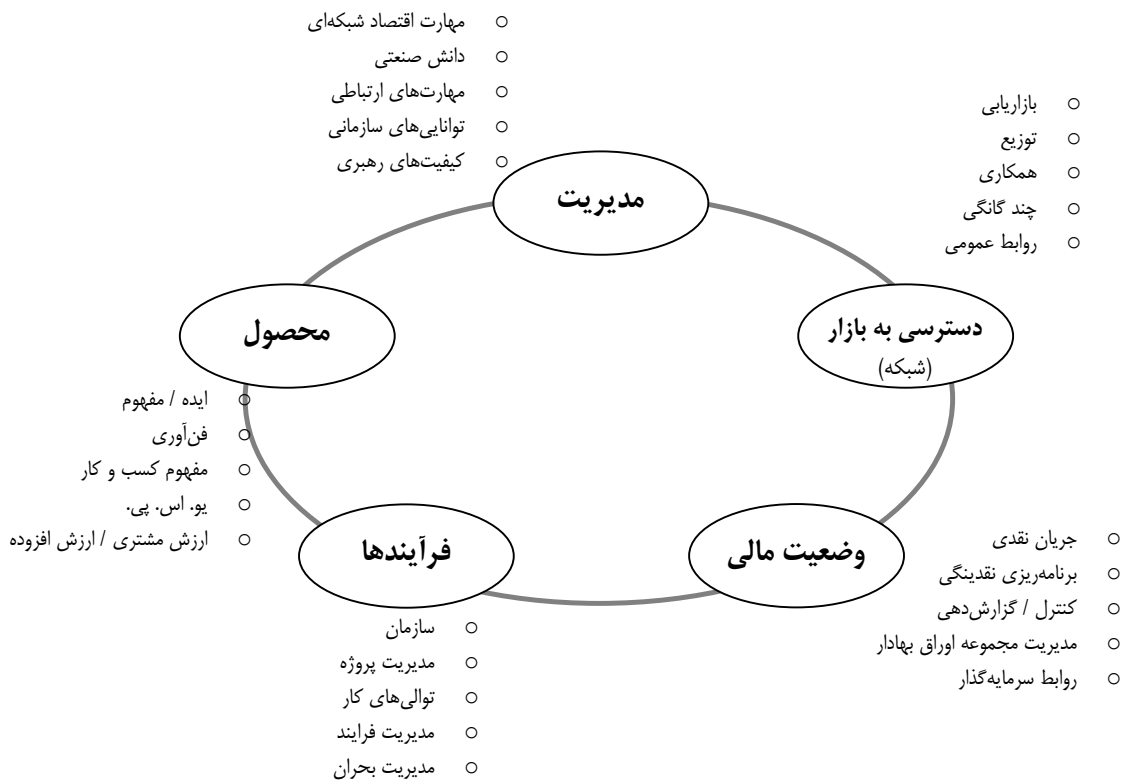 ○ مهارت اقتصاد شبکه‌ای
○ دانش صنعتی
○ مهارت‌های ارتباطی
○ توانایی‌های سازمانی
○ کیفیت‌های رهبری
مدیریت
○ بازاریابی
○ توزیع
○ همکاری
○ چند گانگی
○ روابط عمومی
دسترسی به بازار
(شبکه)
محصول
○ ایده / مفهوم
○ فن‌آوری
○ مفهوم کسب و کار
○ یو. اس. پی.
○ ارزش مشتری / ارزش افزوده
وضعیت مالی
○ جریان نقدی
○ برنامه‌ریزی نقدینگی
○ کنترل / گزارش‌دهی
○ مدیریت مجموعه اوراق بهادار
○ روابط سرمایه‌گذار
فرآیندها
○ سازمان
○ مدیریت پروژه
○ توالی‌های کار
○ مدیریت فرایند
○ مدیریت بحران